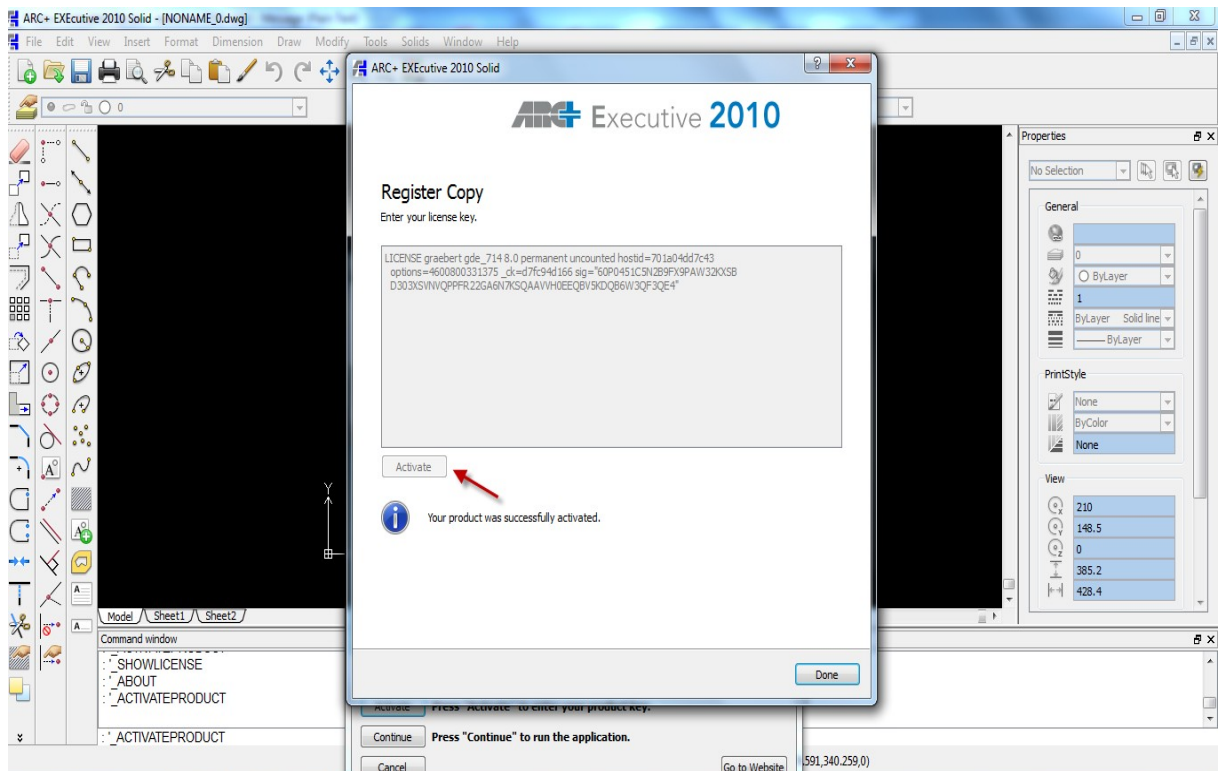 ARC+ EXEcutive 2010 Solid - [NONAME_0.dwg]
File Edit View Insert Format Dimension Draw Modify Tools Solids Window Help
0
ARC+ EXEcutive 2010 Solid
ARC+ Executive 2010
Register Copy
Enter your license key.
LICENSE graebert gde_714 8.0 permanent uncounted hostid=701a04dd7c43
options=4600800331375 _ck=d7fc94d166 sig="60P0451C5N2B9FX9PAW32KXSB
D303XSVNVQPPFR22GA6N7KSQAAVVH0EEQBV5KDQB6W3QF3QE4"
Activate
Your product was successfully activated.
Done
Activate Press "Activate" to enter your product key.
Continue Press "Continue" to run the application.
Cancel Go to Website
Properties
No Selection
General
0
ByLayer
1
ByLayer Solid line
ByLayer
PrintStyle
None
ByColor
None
View
210
148.5
0
385.2
428.4
Y
Model Sheet1 Sheet2
Command window
: '_SHOWLICENSE
: '_ABOUT
: '_ACTIVATEPRODUCT
: '_ACTIVATEPRODUCT
.591,340.259,0)